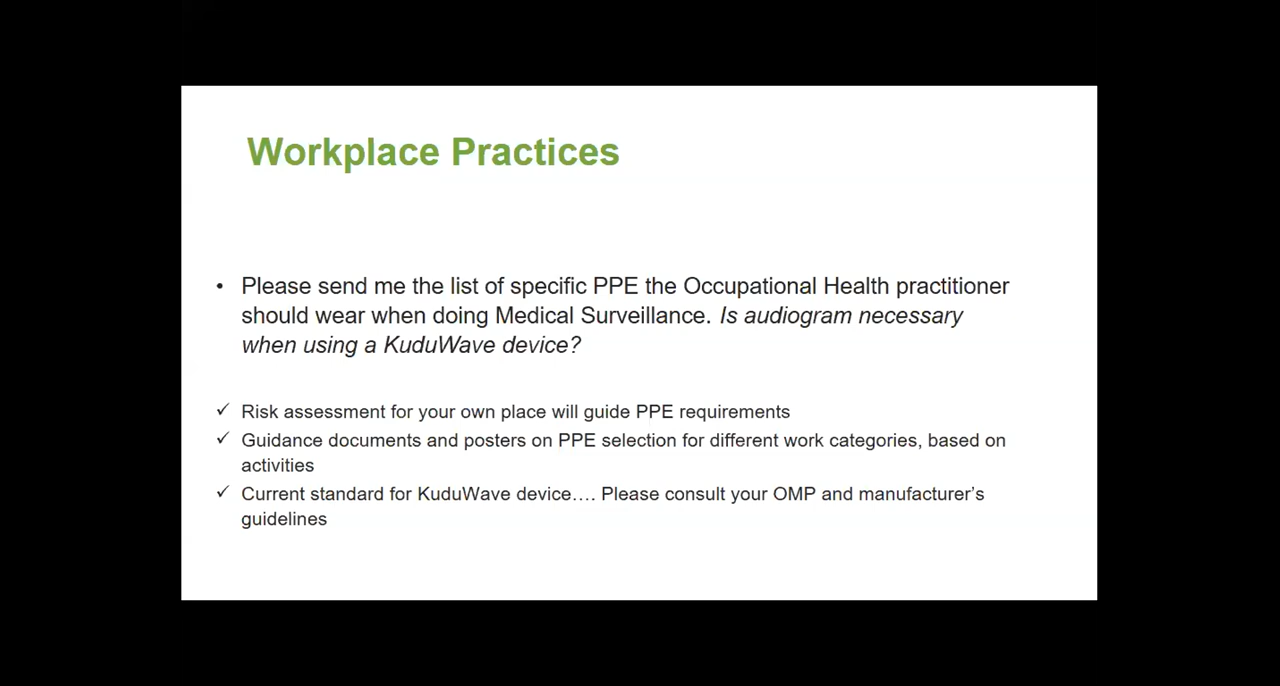 Workplace Practices
• Please send me the list of specific PPE the Occupational Health practitioner
should wear when doing Medical Surveillance. Is audiogram necessary
when using a KuduWave device?
✓ Risk assessment for your own place will guide PPE requirements
✓ Guidance documents and posters on PPE selection for different work categories, based on
activities
✓ Current standard for KuduWave device…. Please consult your OMP and manufacturer’s
guidelines